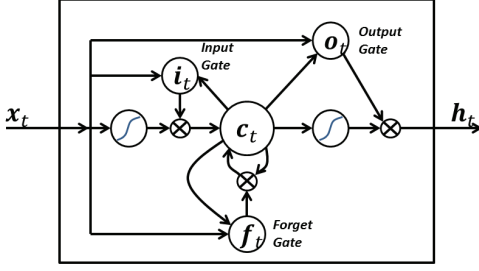 Input
Gate
i_t
o_t
Output
Gate
x_t
c_t
h_t
f_t
Forget
Gate